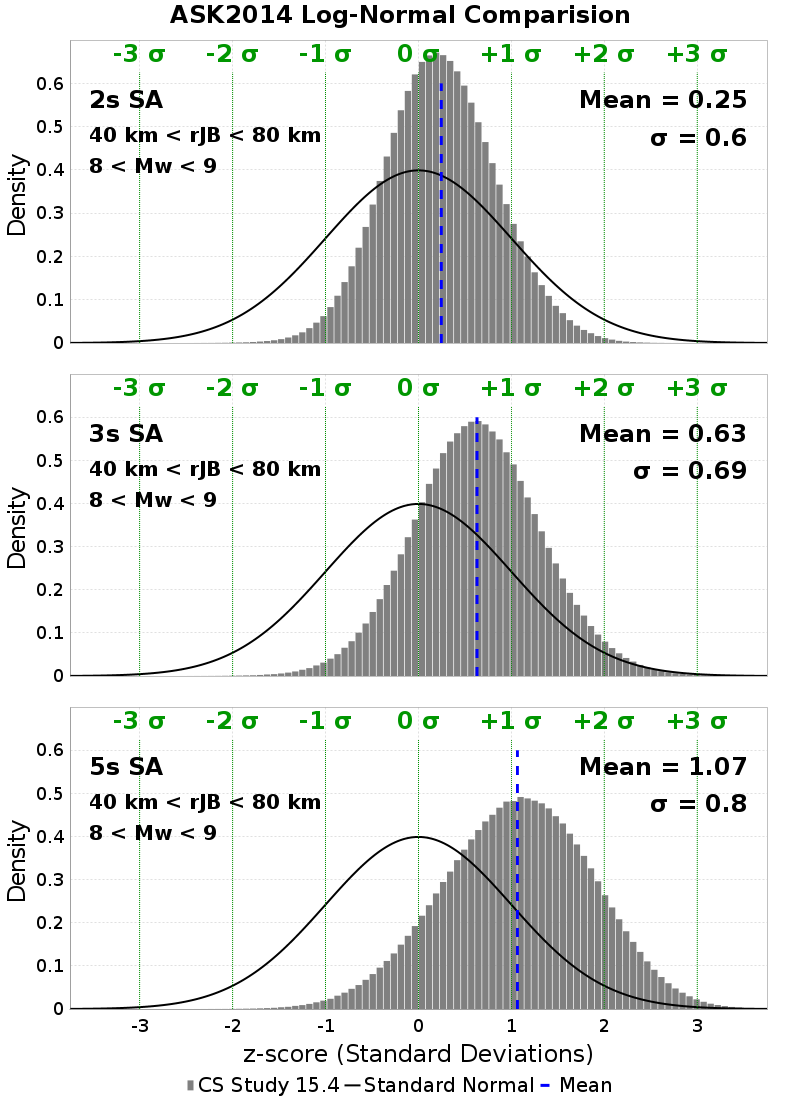 ASK2014 Log-Normal Comparision
-3 σ -2 σ -1 σ 0 σ +1 σ +2 σ +3 σ
2s SA
Mean = 0.25
40 km < rJB < 80 km
σ = 0.6
8 < Mw < 9
Density
0.6
0.5
0.4
0.3
0.2
0.1
0
-3 σ -2 σ -1 σ 0 σ +1 σ +2 σ +3 σ
3s SA
Mean = 0.63
40 km < rJB < 80 km
σ = 0.69
8 < Mw < 9
Density
0.6
0.5
0.4
0.3
0.2
0.1
0
-3 σ -2 σ -1 σ 0 σ +1 σ +2 σ +3 σ
5s SA
Mean = 1.07
40 km < rJB < 80 km
σ = 0.8
8 < Mw < 9
Density
0.6
0.5
0.4
0.3
0.2
0.1
0
-3 -2 -1 0 1 2 3
z-score (Standard Deviations)
CS Study 15.4 Standard Normal Mean